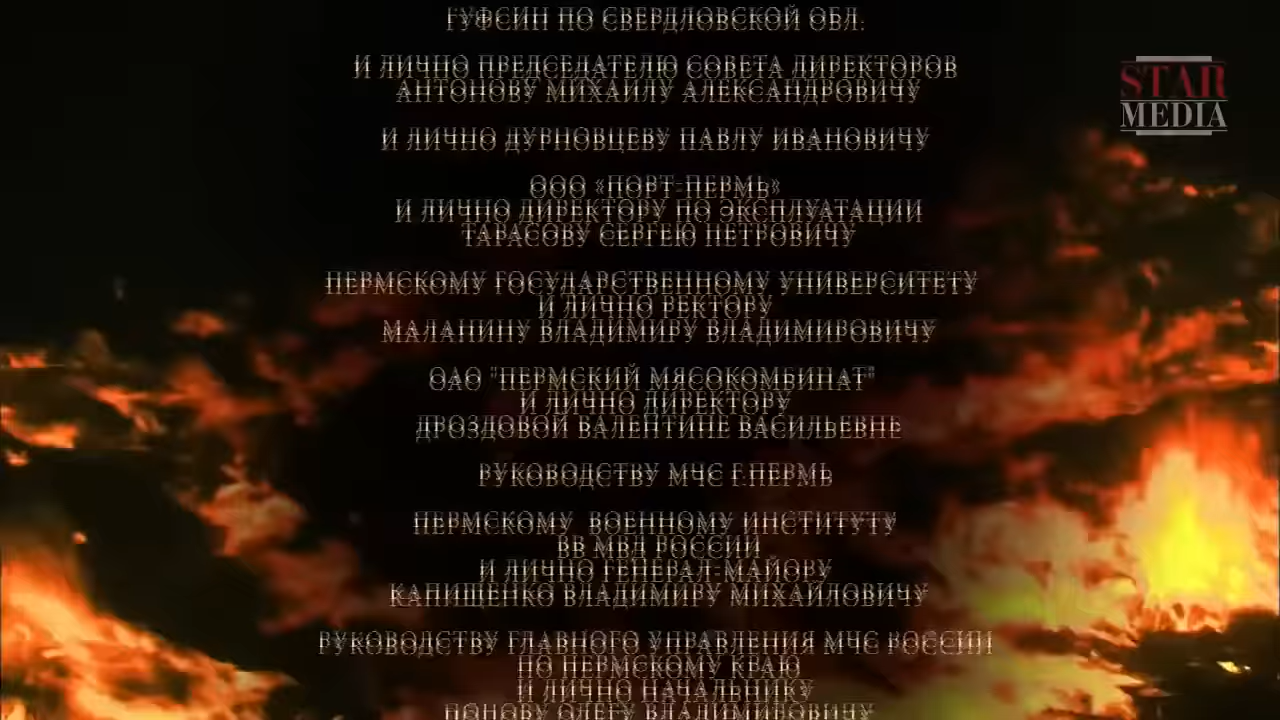 ГУФСИН ПО СВЕРДЛОВСКОЙ ОБЛ.
И ЛИЧНО ПРЕДСЕДАТЕЛЮ СОВЕТА ДИРЕКТОРОВ
АНТОНОВУ МИХАИЛУ АЛЕКСАНДРОВИЧУ
И ЛИЧНО ДУРНОВЦЕВУ ПАВЛУ ИВАНОВИЧУ
ООО «ПОРТ-ПЕРМЬ»
И ЛИЧНО ДИРЕКТОРУ ПО ЭКСПЛУАТАЦИИ
ТАРАСОВУ СЕРГЕЮ ПЕТРОВИЧУ
ПЕРМСКОМУ ГОСУДАРСТВЕННОМУ УНИВЕРСИТЕТУ
И ЛИЧНО РЕКТОРУ
МАЛАНИНУ ВЛАДИМИРУ ВЛАДИМИРОВИЧУ
ОАО "ПЕРМСКИЙ МЯСОКОМБИНАТ"
И ЛИЧНО ДИРЕКТОРУ
ДРОЗДОВОЙ ВАЛЕНТИНЕ ВАСИЛЬЕВНЕ
РУКОВОДСТВУ МЧС Г.ПЕРМЬ
ПЕРМСКОМУ ВОЕННОМУ ИНСТИТУТУ
ВВ МВД РОССИИ
И ЛИЧНО ГЕНЕРАЛ-МАЙОРУ
КАПИЩЕНКО ВЛАДИМИРУ МИХАЙЛОВИЧУ
РУКОВОДСТВУ ГЛАВНОГО УПРАВЛЕНИЯ МЧС РОССИИ
ПО ПЕРМСКОМУ КРАЮ
И ЛИЧНО НАЧАЛЬНИКУ
ПОПОВУ ОЛЕГУ ВЛАДИМИРОВИЧУ
STAR
MEDIA